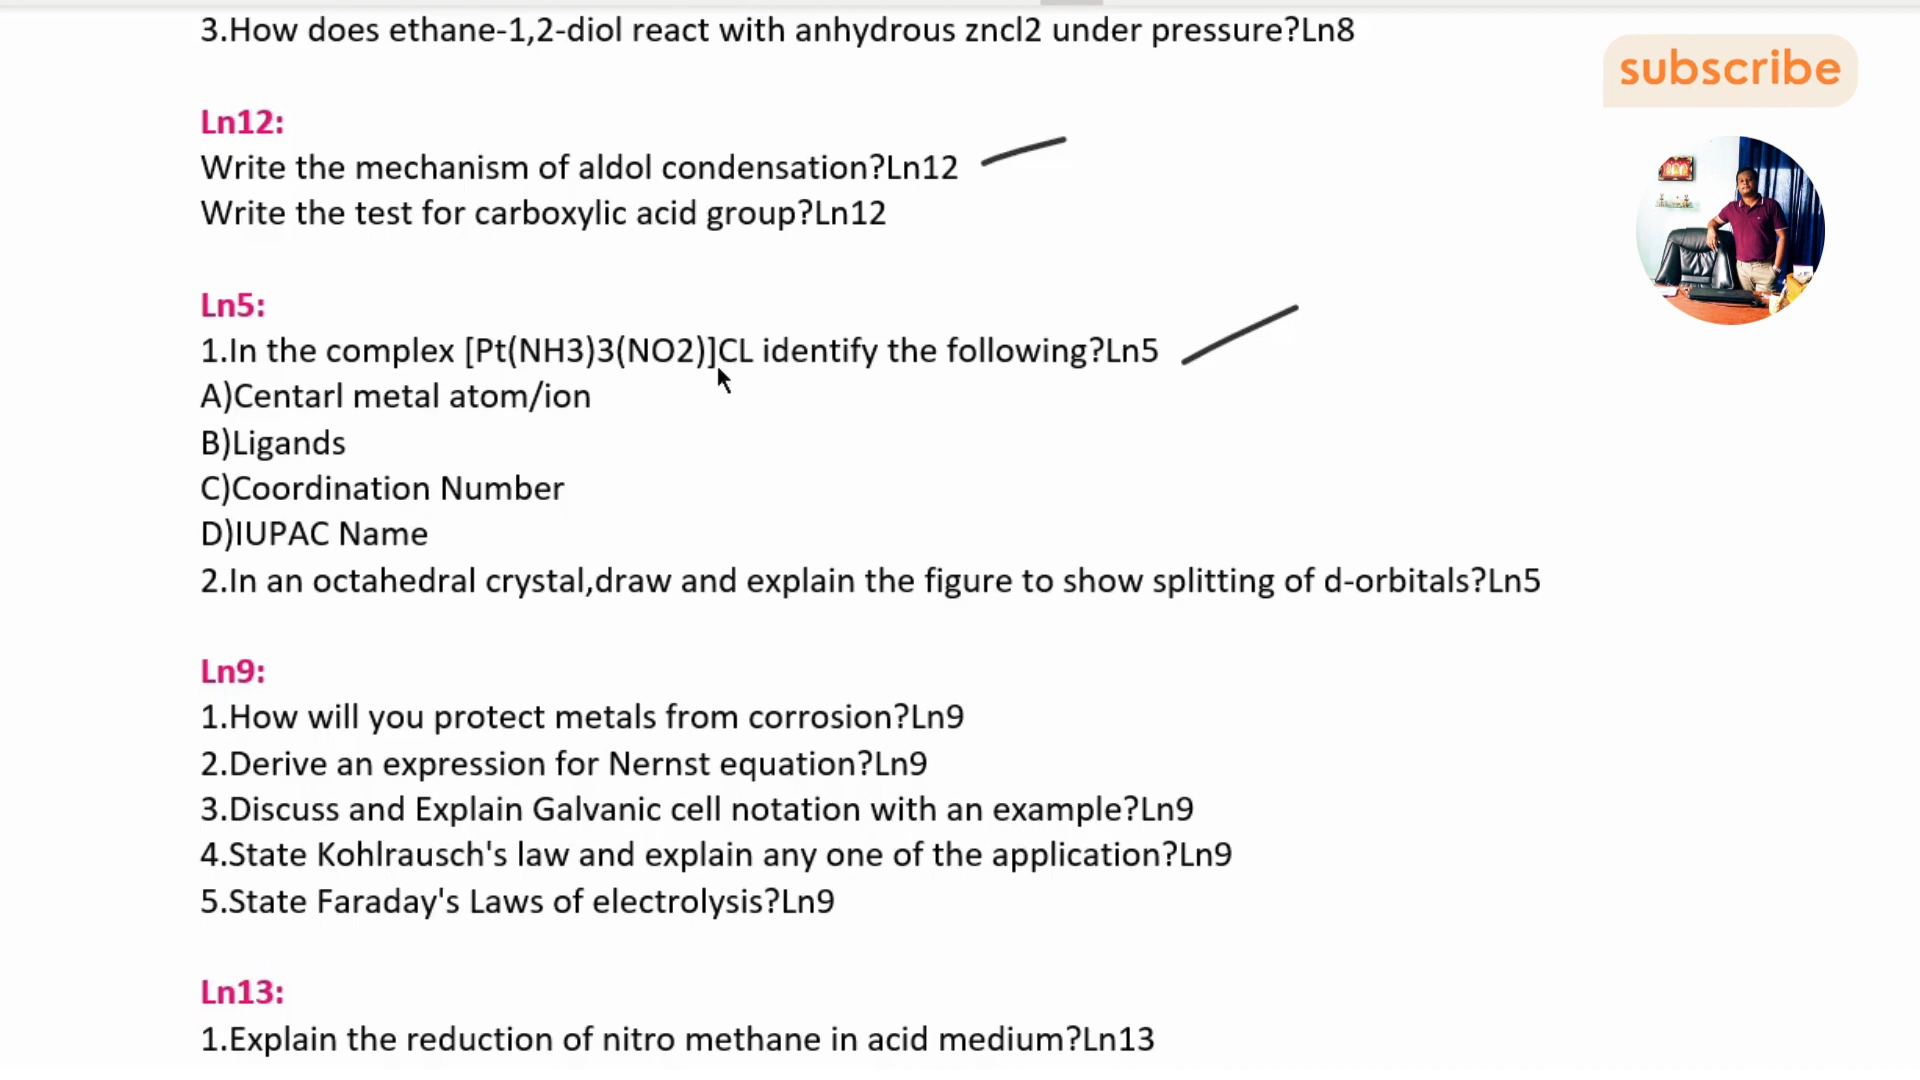 3.How does ethane-1,2-diol react with anhydrous zncl2 under pressure?Ln8
subscribe
Ln12:
Write the mechanism of aldol condensation?Ln12
Write the test for carboxylic acid group?Ln12
Ln5:
1.In the complex [Pt(NH3)3(NO2)]CL identify the following?Ln5
A)Centarl metal atom/ion
B)Ligands
C)Coordination Number
D)IUPAC Name
2.In an octahedral crystal,draw and explain the figure to show splitting of d-orbitals?Ln5
Ln9:
1.How will you protect metals from corrosion?Ln9
2.Derive an expression for Nernst equation?Ln9
3.Discuss and Explain Galvanic cell notation with an example?Ln9
4.State Kohlrausch's law and explain any one of the application?Ln9
5.State Faraday's Laws of electrolysis?Ln9
Ln13:
1.Explain the reduction of nitro methane in acid medium?Ln13